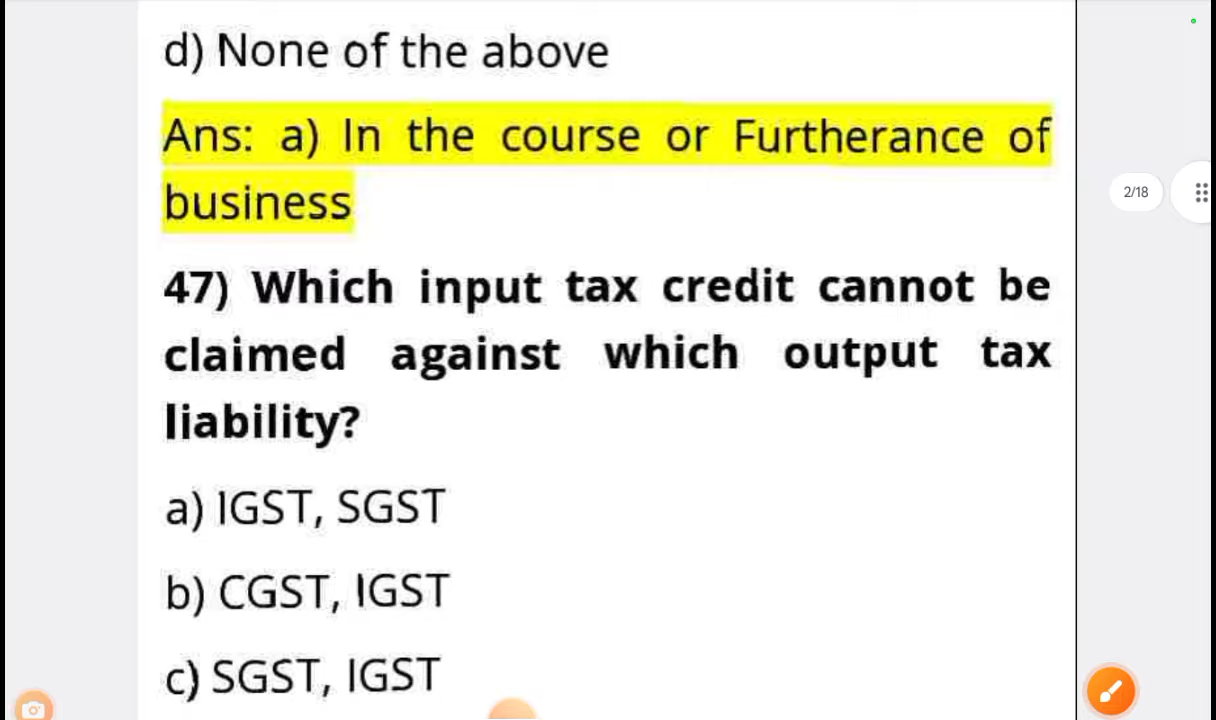 d) None of the above
Ans: a) In the course or Furtherance of
business
2/18
47) Which input tax credit cannot be
claimed against which output tax
liability?
a) IGST, SGST
b) CGST, IGST
c) SGST, IGST